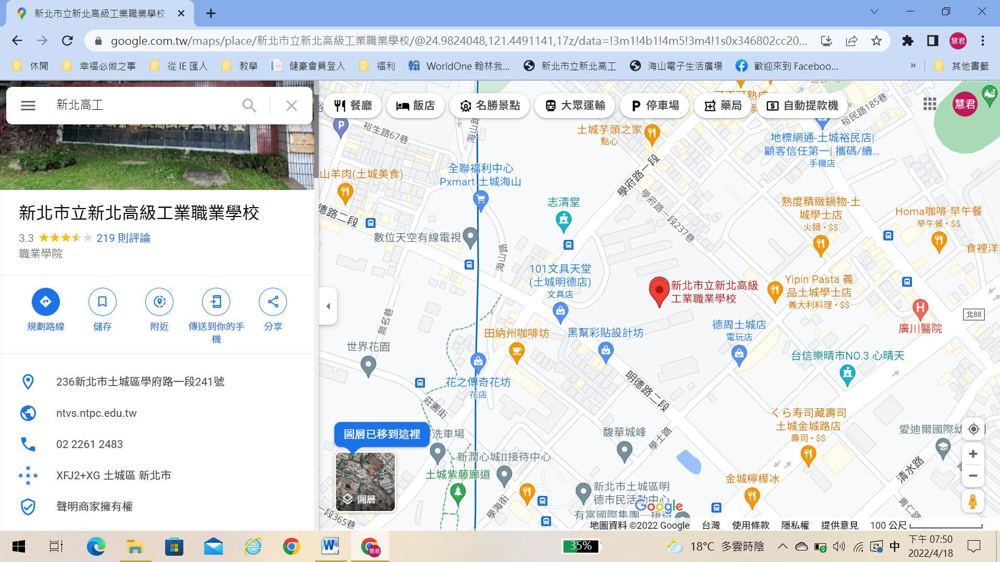 新北市立新北高級工業職業學校
google.com.tw/maps/place/新北市立新北高級工業職業學校/@24.9824048,121.4491141,17z/data=!3m1!4b1!4m5!3m4!1s0x346802cc20...
慧君
休閒
幸福必做之事
從 IE 匯入
教學
健豪會員登入
福利
WorldOne 翰林我...
新北市立新北高工
海山電子生活廣場
歡迎來到 Faceboo...
»
其他書籤
新北高工
餐廳
飯店
名勝景點
大眾運輸
停車場
藥局
自動提款機
慧君
新北市立新北高級工業職業學校
3.3
219 則評論
職業學院
規劃路線
儲存
附近
傳送到你的手
機
分享
236新北市土城區學府路一段241號
ntvs.ntpc.edu.tw
02 2261 2483
XFJ2+XG 土城區 新北市
聲明商家擁有權
裕生路67巷
海山路
土城芋頭之家
點心
地標網通-土城裕民店|
顧客信任第一| 攜碼/續...
手機店
裕民路185巷
山羊肉(土城美食)
全聯福利中心
Pxmart 土城海山
學府路一段
志清堂
學府路一段237巷
熟度精緻鍋物-土
城學士店
火鍋・$$
Homa咖啡·早午餐
早午餐・$$
食裡洋
德路二段
數位天空有線電視
海山路
101文具天堂
(土城明德店)
文具店
新北市立新北高級
工業職業學校
Yipin Pasta 義
品土城學士店
義大利料理・$$
北88
廣川醫院
無名巷
田納州咖啡坊
黑幫彩貼設計坊
德周土城店
電玩店
世界花園
台信樂晴市NO.3 心晴天
花之傳奇花坊
花店
明德路二段
莊園街
くら寿司藏壽司
土城金城路店
壽司・$$
圖層已移到這裡
洗車場
馥華城峰
學士路
愛迪爾國際幼
新潤心城II接待中心
土城紫藤廊道
清水路
金城檸檬冰
新北市土城區明
德市民活動中心
有富國際集團一接待
圖層
段365巷
學海街
青仁路
Google
地圖資料 ©2022 Google
台灣
使用條款
隱私權
提供意見
100 公尺
35%
18°C 多雲時陰
中
下午 07:50
2022/4/18